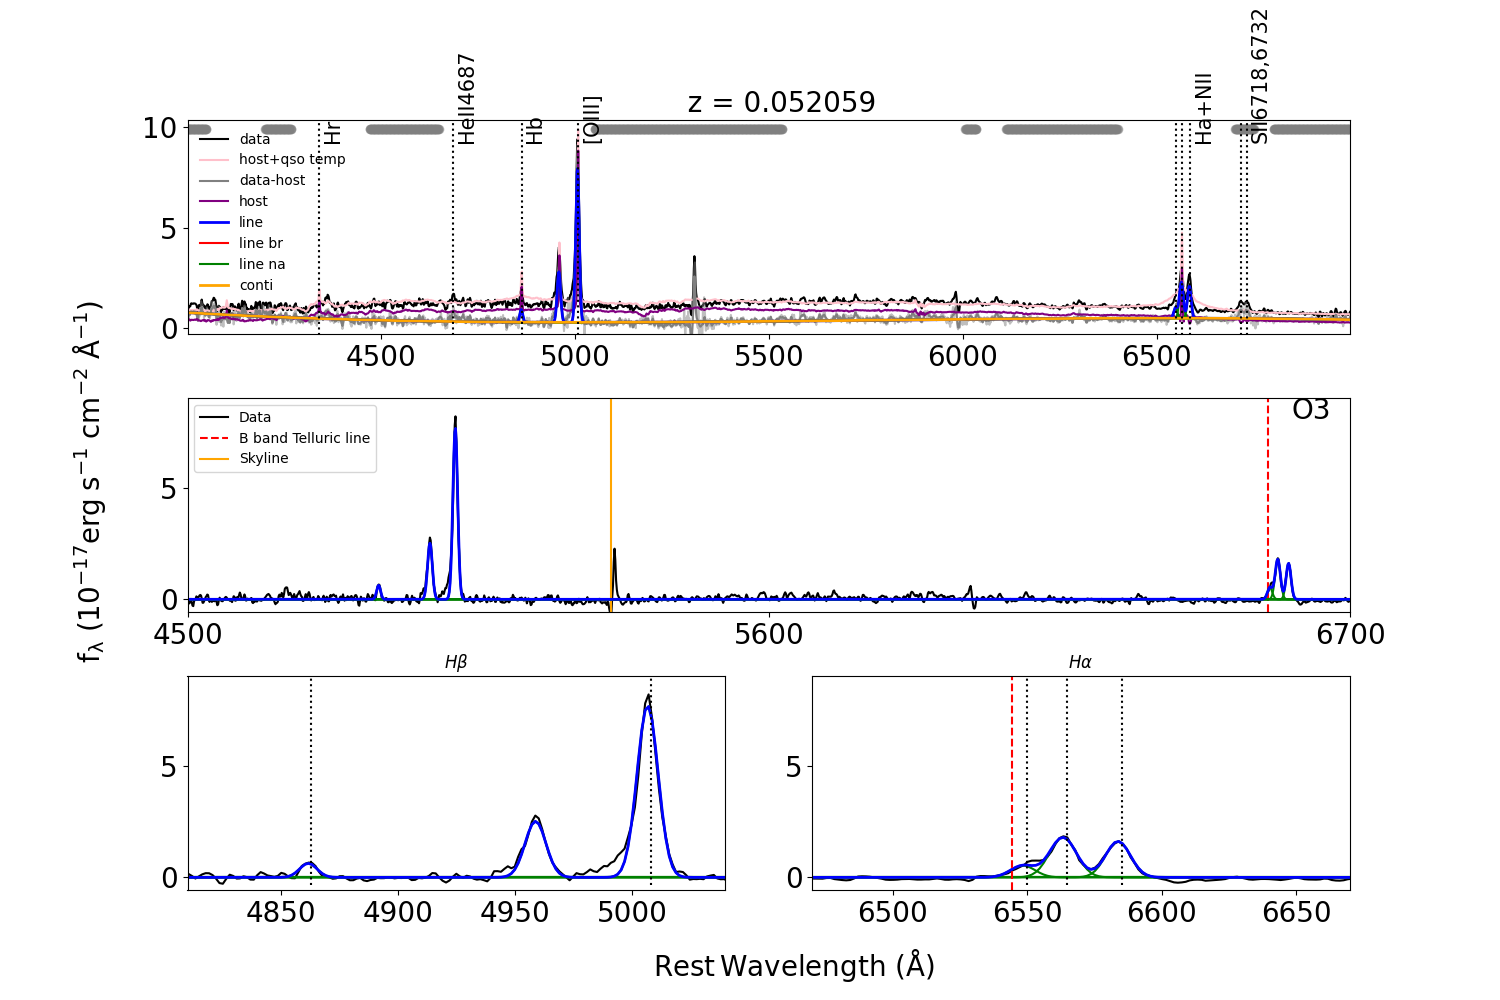 z = 0.052059
Hr
HeII4687
Hb
[OIII]
Ha+NII
SII6718,6732
10
5
0
data
host+qso temp
data-host
host
line
line br
line na
conti
4500 5000 5500 6000 6500
fλ (10⁻¹⁷erg s⁻¹ cm⁻² Å⁻¹)
O3
5
0
Data
B band Telluric line
Skyline
4500 5600 6700
Hβ
5
0
4850 4900 4950 5000
Hα
5
0
6500 6550 6600 6650
Rest Wavelength (Å)